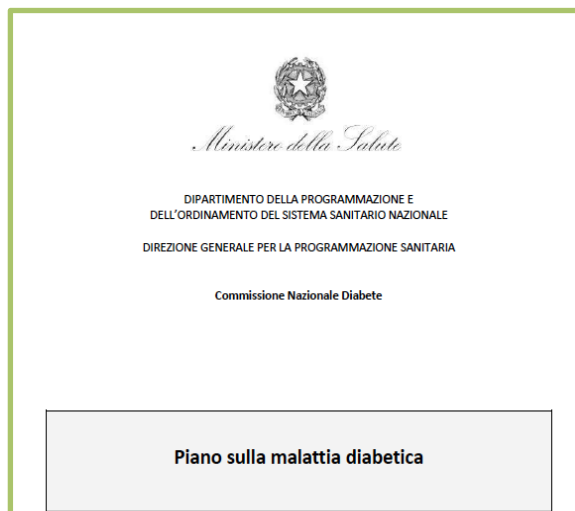 Ministero della Salute
DIPARTIMENTO DELLA PROGRAMMAZIONE E
DELL'ORDINAMENTO DEL SISTEMA SANITARIO NAZIONALE
DIREZIONE GENERALE PER LA PROGRAMMAZIONE SANITARIA
Commissione Nazionale Diabete
Piano sulla malattia diabetica